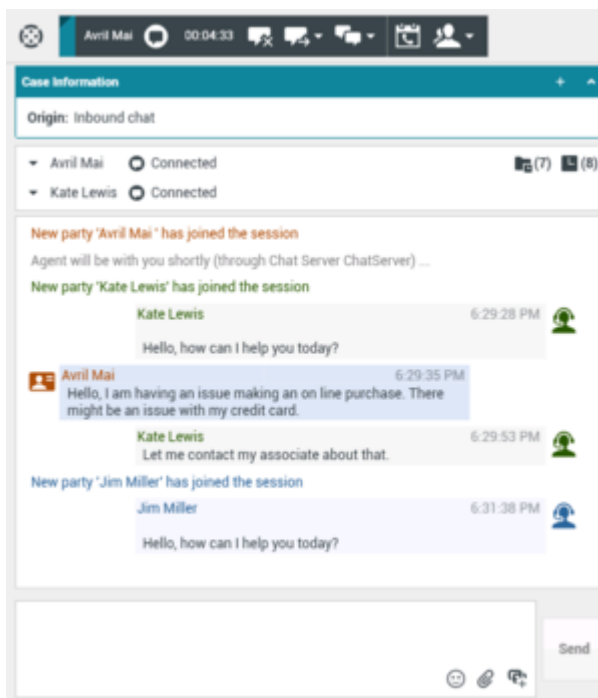 Avril Mai 00:04:33
Case Information
Origin: Inbound chat
Avril Mai Connected (7) (8)
Kate Lewis Connected
New party 'Avril Mai ' has joined the session
Agent will be with you shortly (through Chat Server ChatServer) ...
New party 'Kate Lewis' has joined the session
Kate Lewis 6:29:28 PM
Hello, how can I help you today?
Avril Mai 6:29:35 PM
Hello, I am having an issue making an on line purchase. There
might be an issue with my credit card.
Kate Lewis 6:29:53 PM
Let me contact my associate about that.
New party 'Jim Miller' has joined the session
Jim Miller 6:31:38 PM
Hello, how can I help you today?
Send